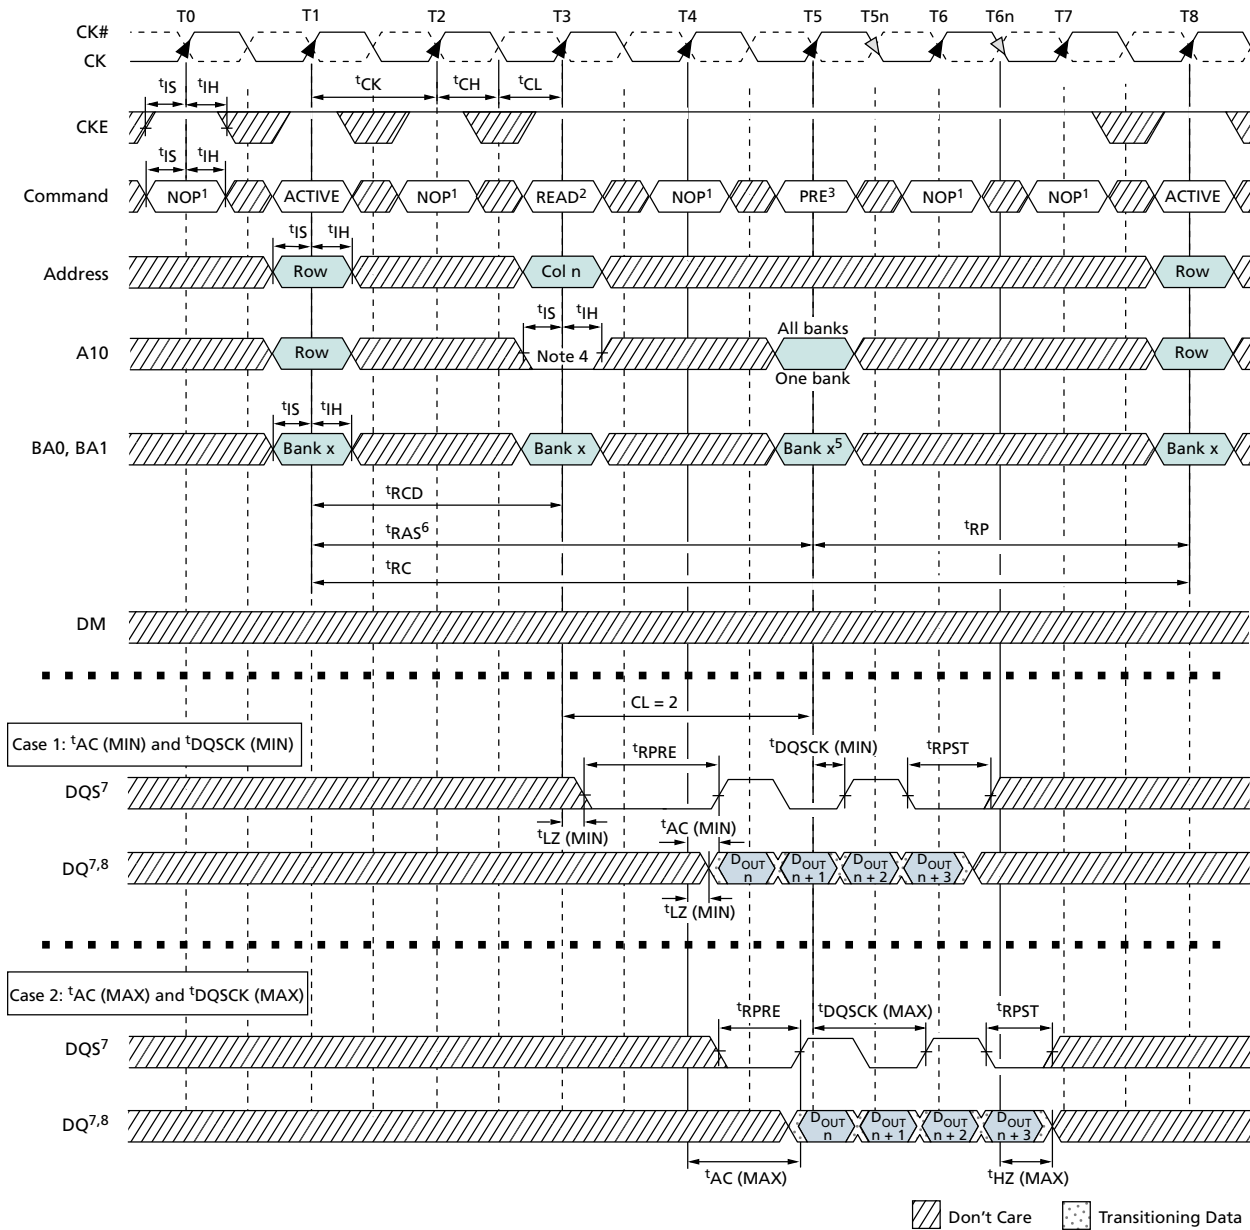 T0 T1 T2 T3 T4 T5 T5n T6 T6n T7 T8
CK#
CK
tIS tIH tCK tCH tCL
CKE
tIS tIH
Command NOP1 ACTIVE NOP1 READ2 NOP1 PRE3 NOP1 NOP1 ACTIVE
tIS tIH
Address Row Col n Row
tIS tIH
All banks
A10 Row Note 4 Row
One bank
tIS tIH
BA0, BA1 Bank x Bank x Bank x5 Bank x
tRCD
tRAS6 tRP
tRC
DM
CL = 2
Case 1: tAC (MIN) and tDQSCK (MIN)
tRPRE tDQSCK (MIN) tRPST
DQS7
tLZ (MIN) tAC (MIN)
DQ7,8 DOUT n DOUT n + 1 DOUT n + 2 DOUT n + 3
tLZ (MIN)
Case 2: tAC (MAX) and tDQSCK (MAX)
tRPRE tDQSCK (MAX) tRPST
DQS7
DQ7,8 DOUT n DOUT n + 1 DOUT n + 2 DOUT n + 3
tAC (MAX) tHZ (MAX)
Don't Care Transitioning Data